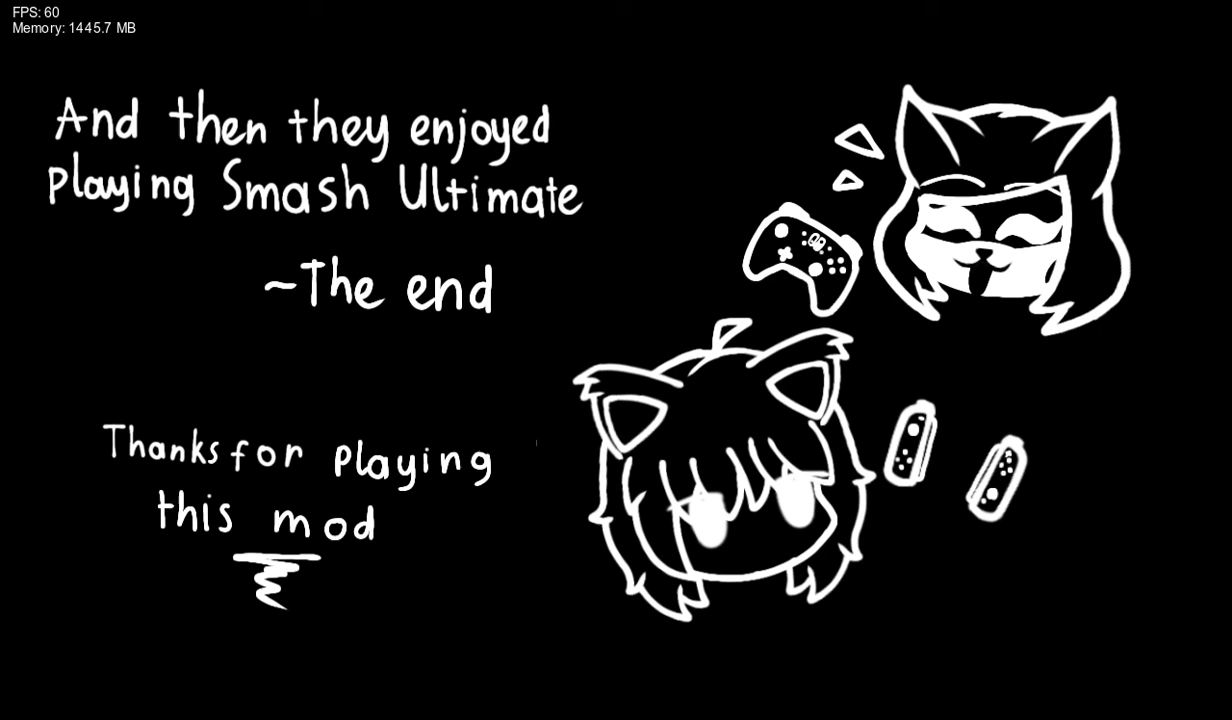 FPS: 60
Memory: 1445.7 MB
And then they enjoyed
playing Smash Ultimate
~The end
Thanks for playing
this mod